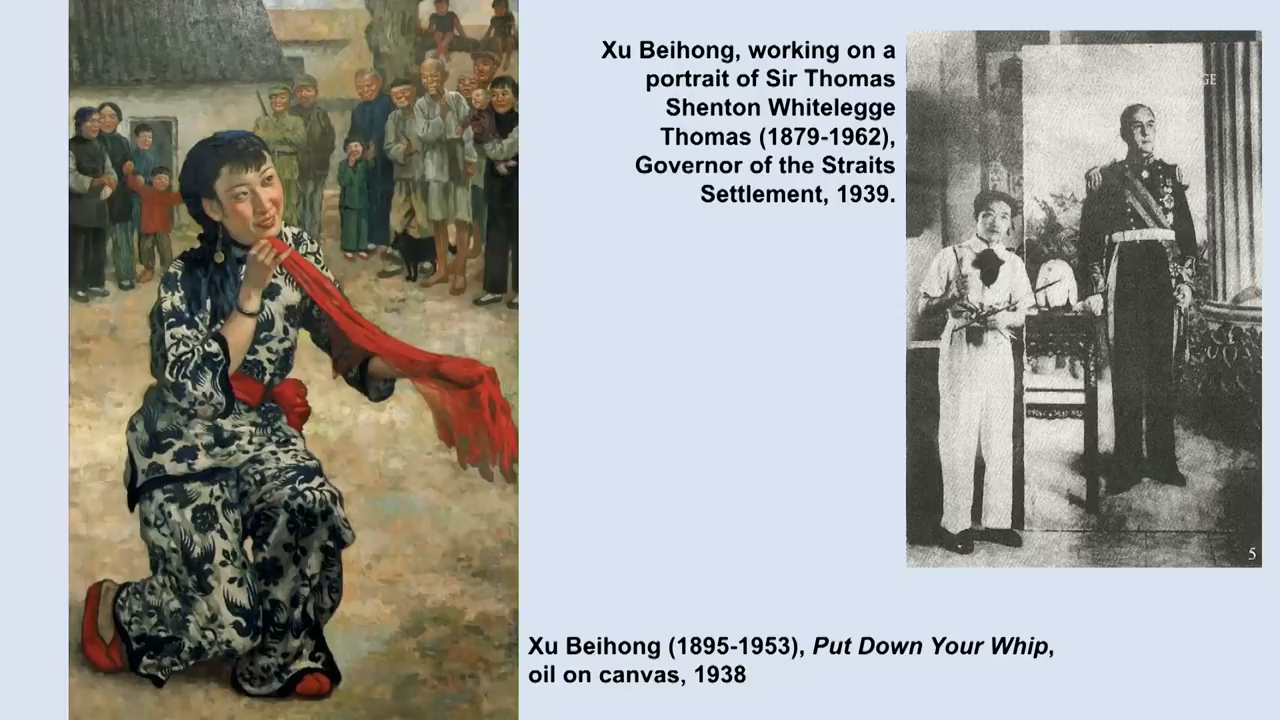 Xu Beihong, working on a
portrait of Sir Thomas
Shenton Whitelegge
Thomas (1879-1962),
Governor of the Straits
Settlement, 1939.
GE
5
Xu Beihong (1895-1953), Put Down Your Whip,
oil on canvas, 1938